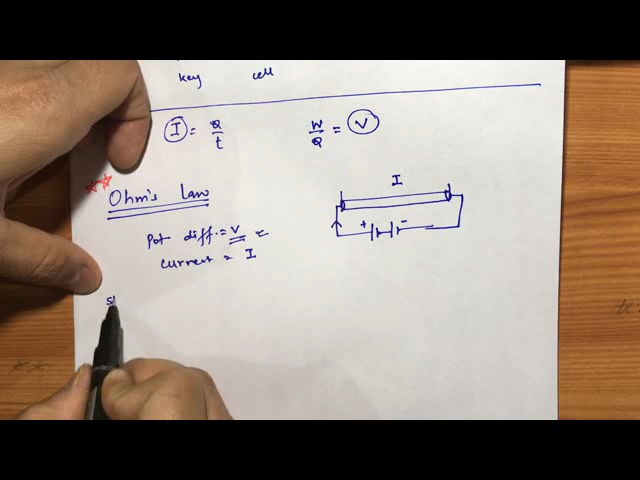 key cell
I = Q/t W/Q = V
Ohm's Law
I
+ -
Pot diff. = V
current = I